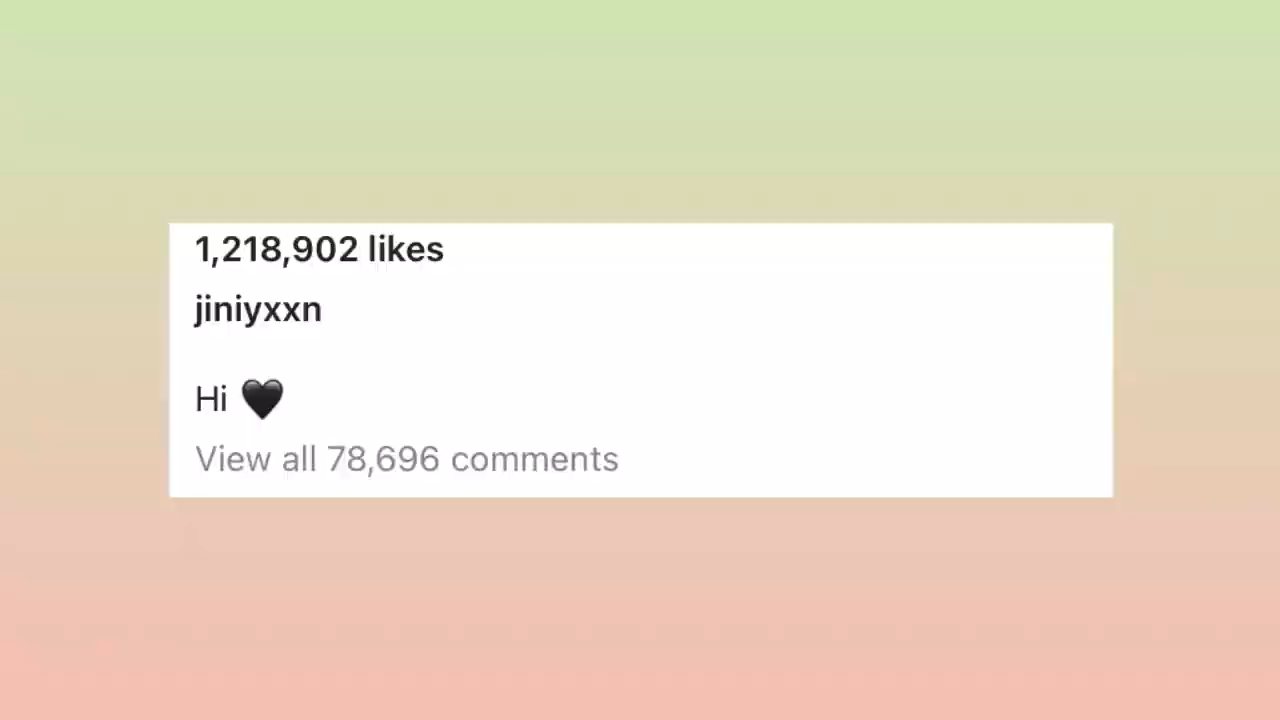 1,218,902 likes
jiniyxxn
Hi 🖤
View all 78,696 comments